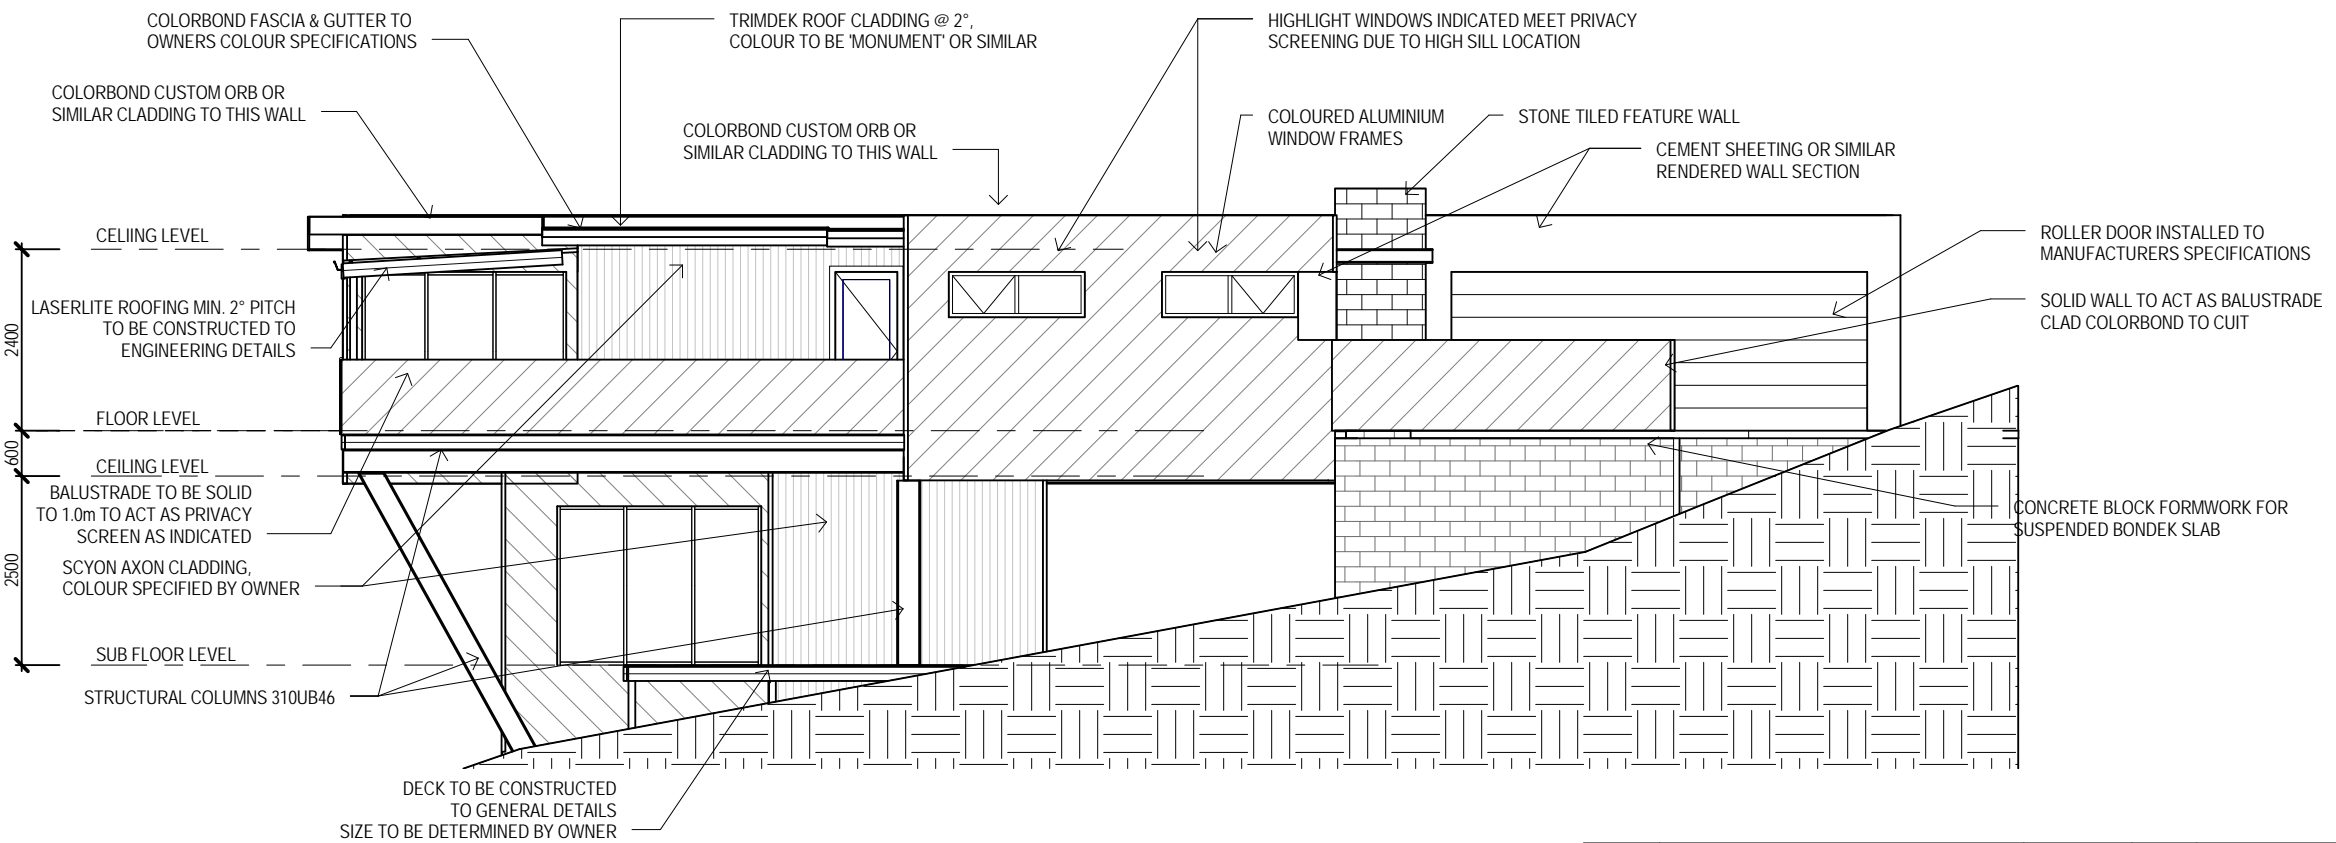 COLORBOND FASCIA & GUTTER TO
OWNERS COLOUR SPECIFICATIONS
TRIMDEK ROOF CLADDING @ 2°,
COLOUR TO BE 'MONUMENT' OR SIMILAR
HIGHLIGHT WINDOWS INDICATED MEET PRIVACY
SCREENING DUE TO HIGH SILL LOCATION
COLORBOND CUSTOM ORB OR
SIMILAR CLADDING TO THIS WALL
COLORBOND CUSTOM ORB OR
SIMILAR CLADDING TO THIS WALL
COLOURED ALUMINIUM
WINDOW FRAMES
STONE TILED FEATURE WALL
CEMENT SHEETING OR SIMILAR
RENDERED WALL SECTION
CELIING LEVEL
ROLLER DOOR INSTALLED TO
MANUFACTURERS SPECIFICATIONS
SOLID WALL TO ACT AS BALUSTRADE
CLAD COLORBOND TO CUIT
LASERLITE ROOFING MIN. 2° PITCH
TO BE CONSTRUCTED TO
ENGINEERING DETAILS
2400
FLOOR LEVEL
600
CEILING LEVEL
BALUSTRADE TO BE SOLID
TO 1.0m TO ACT AS PRIVACY
SCREEN AS INDICATED
CONCRETE BLOCK FORMWORK FOR
SUSPENDED BONDEK SLAB
2500
SCYON AXON CLADDING,
COLOUR SPECIFIED BY OWNER
SUB FLOOR LEVEL
STRUCTURAL COLUMNS 310UB46
DECK TO BE CONSTRUCTED
TO GENERAL DETAILS
SIZE TO BE DETERMINED BY OWNER